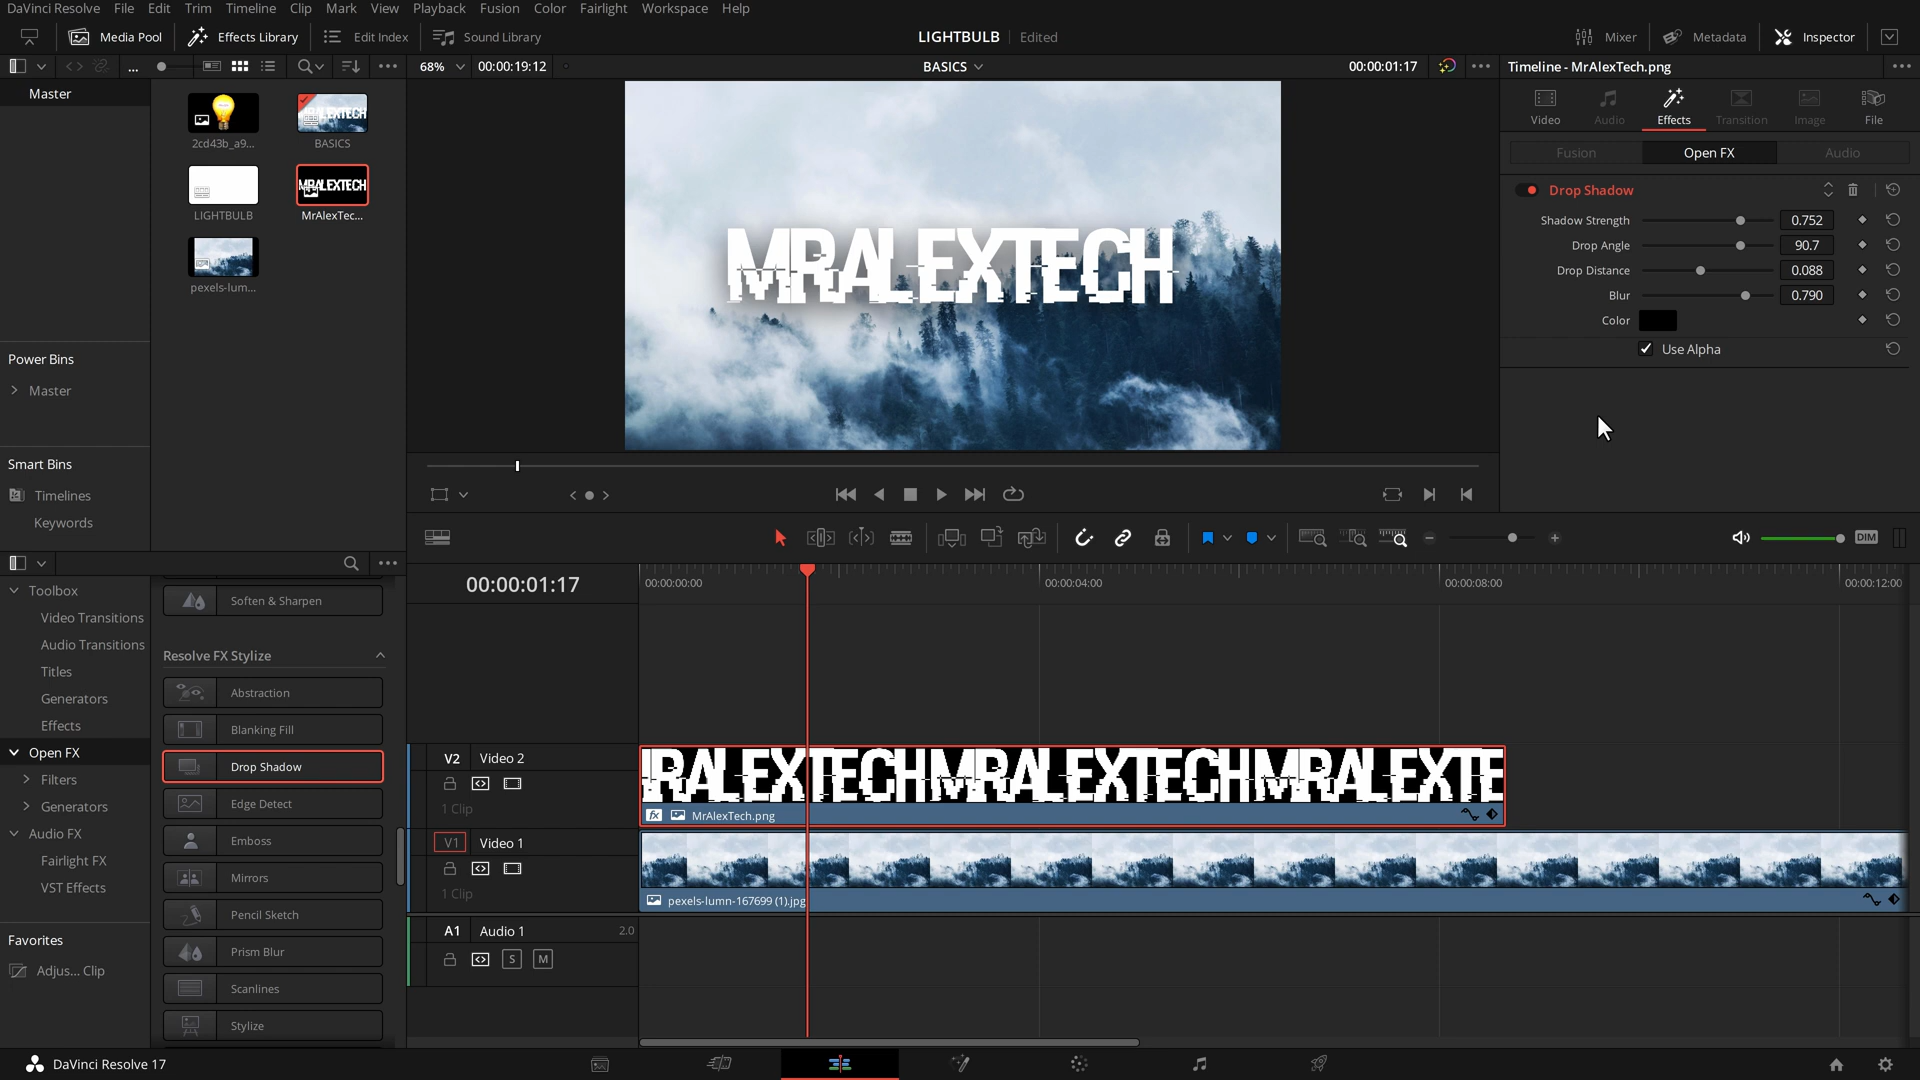 DaVinci Resolve File Edit Trim Timeline Clip Mark View Playback Fusion Color Fairlight Workspace Help
Media Pool Effects Library Edit Index Sound Library LIGHTBULB Edited Mixer Metadata Inspector
... 68% 00:00:19:12 BASICS 00:00:01:17 Timeline - MrAlexTech.png
Master
2cd43b_a9...
BASICS
LIGHTBULB
MrAlexTec...
pexels-lum...
Power Bins
Master
Smart Bins
Timelines
Keywords
MRALEXTECH
Video Audio Effects Transition Image File
Fusion Open FX Audio
Drop Shadow
Shadow Strength 0.752
Drop Angle 90.7
Drop Distance 0.088
Blur 0.790
Color
Use Alpha
DIM
Toolbox
Video Transitions
Audio Transitions
Titles
Generators
Effects
Open FX
Filters
Generators
Audio FX
Fairlight FX
VST Effects
Favorites
Adjus... Clip
Soften & Sharpen
Resolve FX Stylize
Abstraction
Blanking Fill
Drop Shadow
Edge Detect
Emboss
Mirrors
Pencil Sketch
Prism Blur
Scanlines
Stylize
00:00:01:17
00:00:00:00 00:00:04:00 00:00:08:00 00:00:12:00
V2 Video 2
1 Clip
RALEXTECHMRALEXTECHMRALEXTE
fx MrAlexTech.png
V1 Video 1
1 Clip
pexels-lumn-167699 (1).jpg
A1 Audio 1 2.0
S M
DaVinci Resolve 17